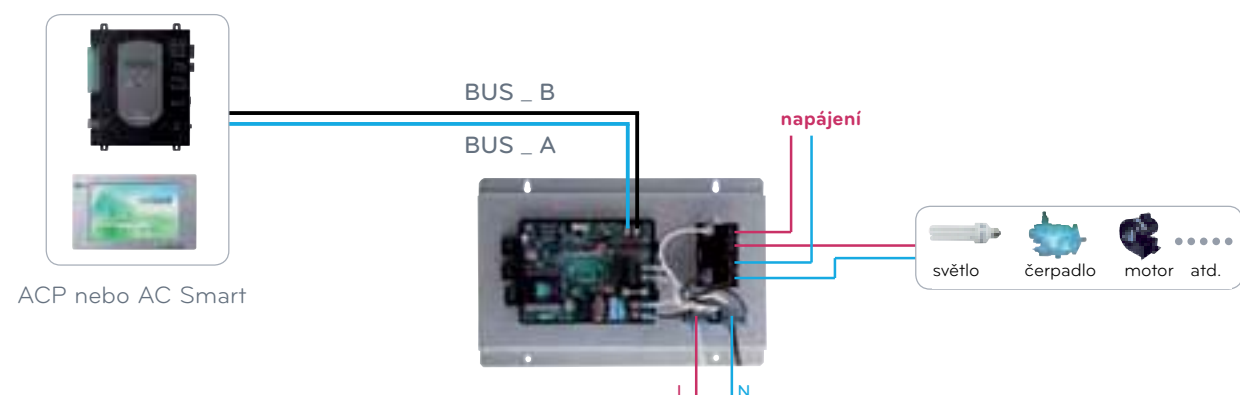 BUS _ B
BUS _ A
napájení
světlo
čerpadlo
motor
atd.
ACP nebo AC Smart
L
N